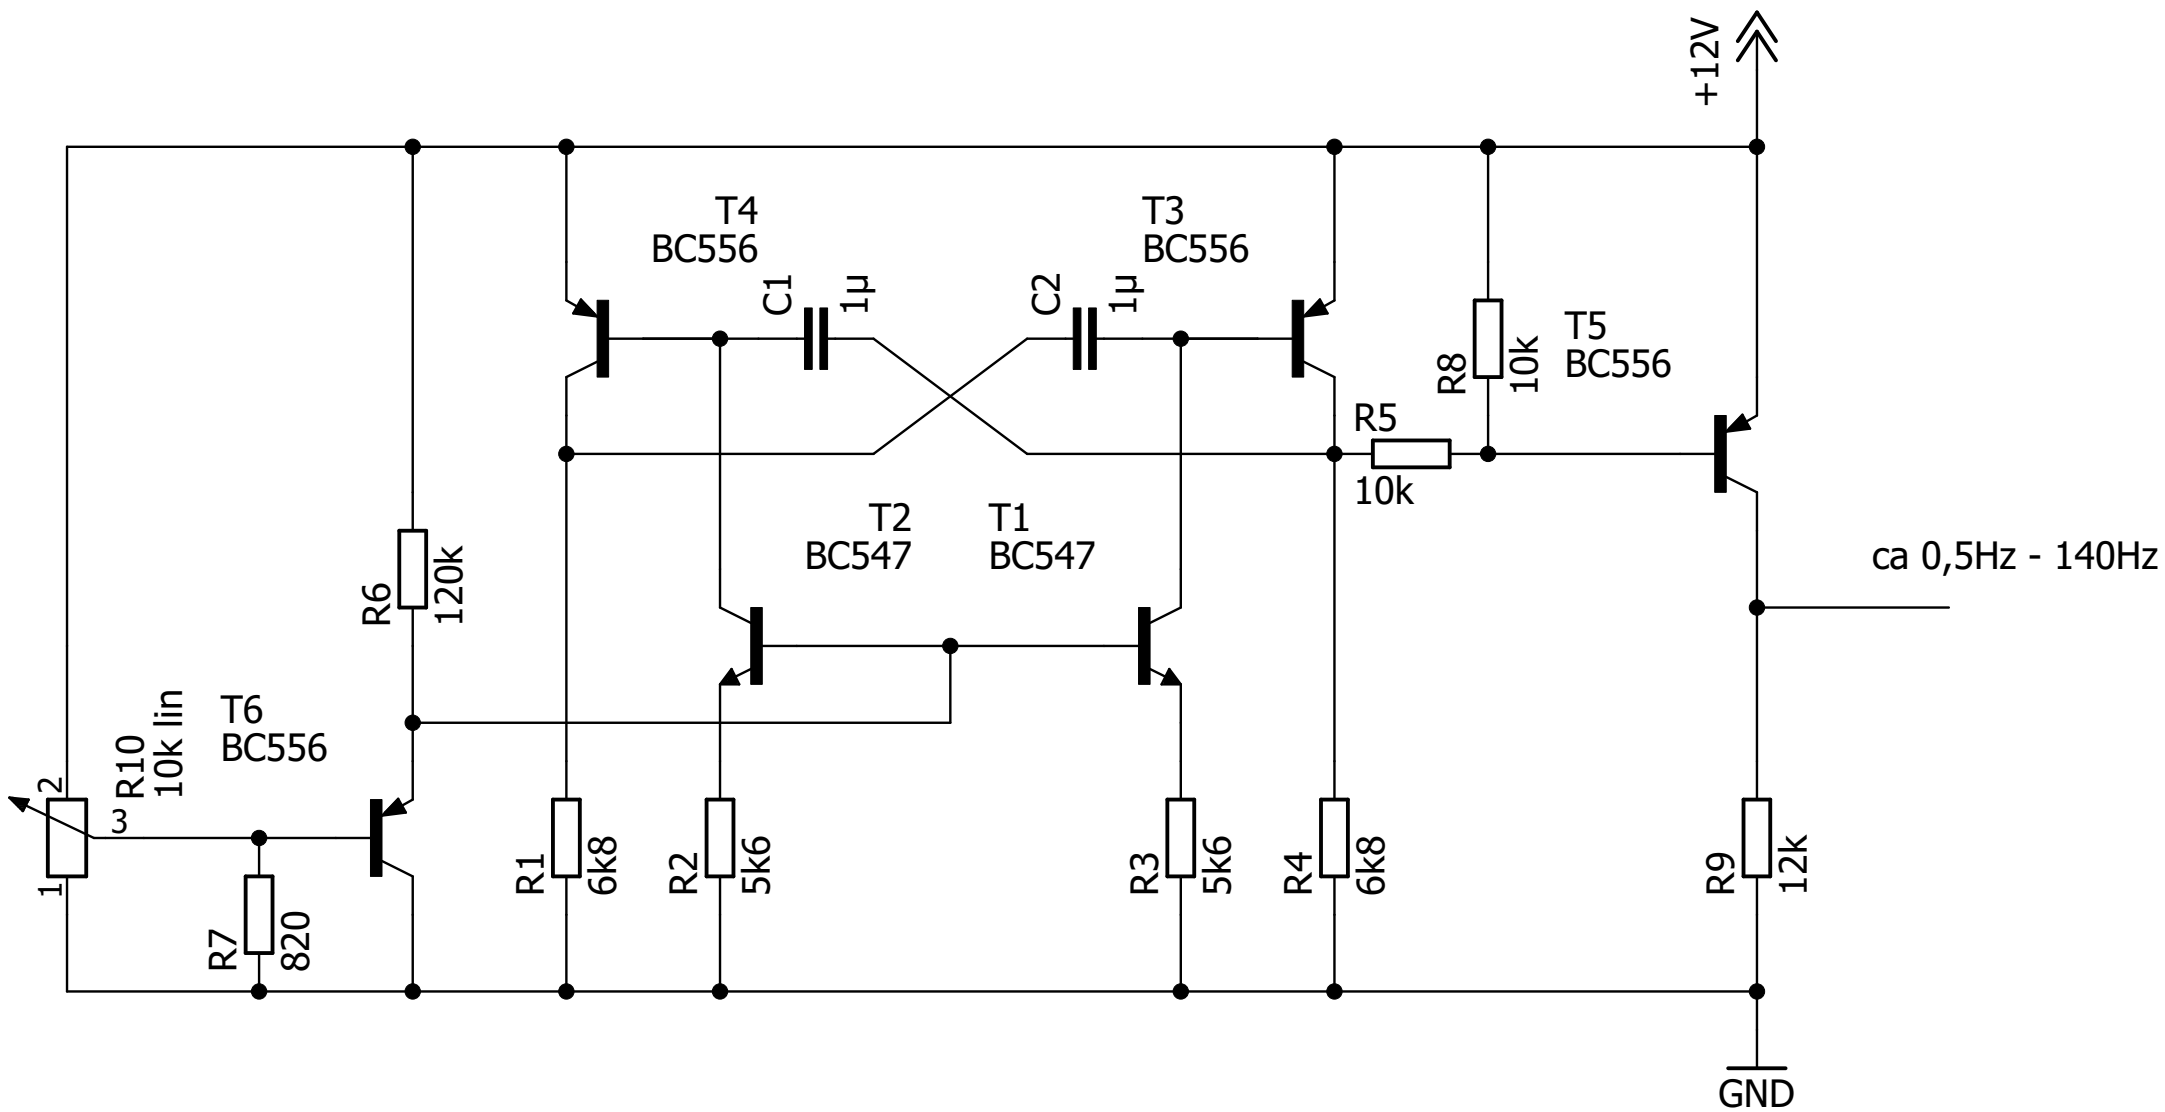 +12V
T4
BC556
T3
BC556
C1
1µ
C2
1µ
T5
BC556
R8
10k
R5
10k
T2
BC547
T1
BC547
ca 0,5Hz - 140Hz
R6
120k
T6
BC556
R10
10k lin
2
3
1
R1
6k8
R2
5k6
R3
5k6
R4
6k8
R9
12k
R7
820
GND